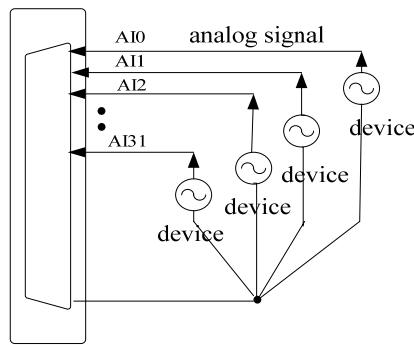 AI0 analog signal
AI1
AI2
AI31
device
device
device
device